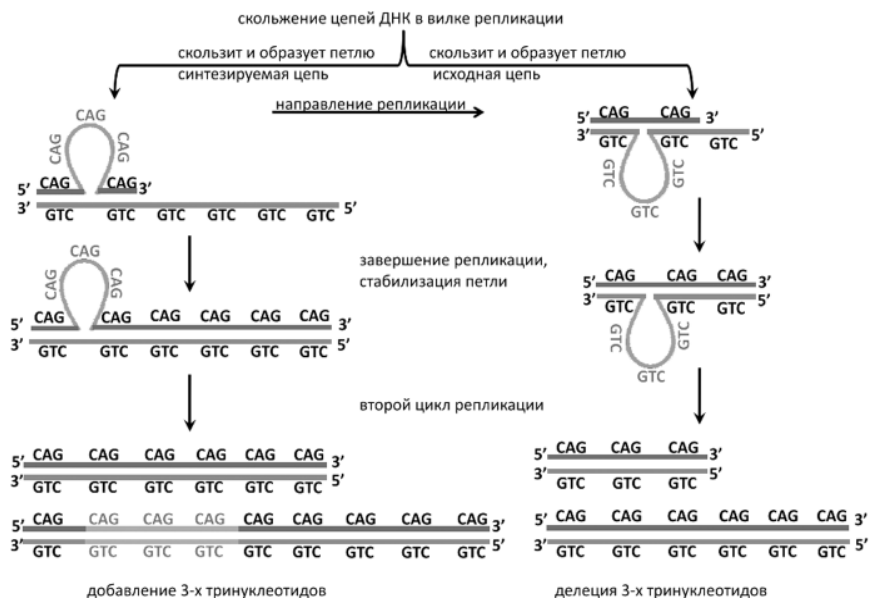 скольжение цепей ДНК в вилке репликации
скользит и образует петлю
синтезируемая цепь
скользит и образует петлю
исходная цепь
направление репликации
CAG
CAG
CAG
5’ CAG CAG 3’
3’ 5’
GTC GTC GTC GTC GTC GTC
CAG CAG
5’ 3’
3’ 5’
GTC GTC GTC
GTC
GTC
GTC
завершение репликации,
стабилизация петли
CAG
CAG
CAG
5’ CAG CAG CAG CAG CAG CAG 3’
3’ 5’
GTC GTC GTC GTC GTC GTC
CAG CAG CAG
5’ 3’
3’ 5’
GTC GTC GTC
GTC
GTC
GTC
второй цикл репликации
CAG CAG CAG CAG CAG CAG
5’ 3’
3’ 5’
GTC GTC GTC GTC GTC GTC
CAG CAG CAG
5’ 3’
3’ 5’
GTC GTC GTC
CAG CAG CAG CAG CAG CAG CAG CAG CAG
5’ 3’
3’ 5’
GTC GTC GTC GTC GTC GTC GTC GTC GTC
CAG CAG CAG CAG CAG CAG
5’ 3’
3’ 5’
GTC GTC GTC GTC GTC GTC
добавление 3-х тринуклеотидов
делеция 3-х тринуклеотидов